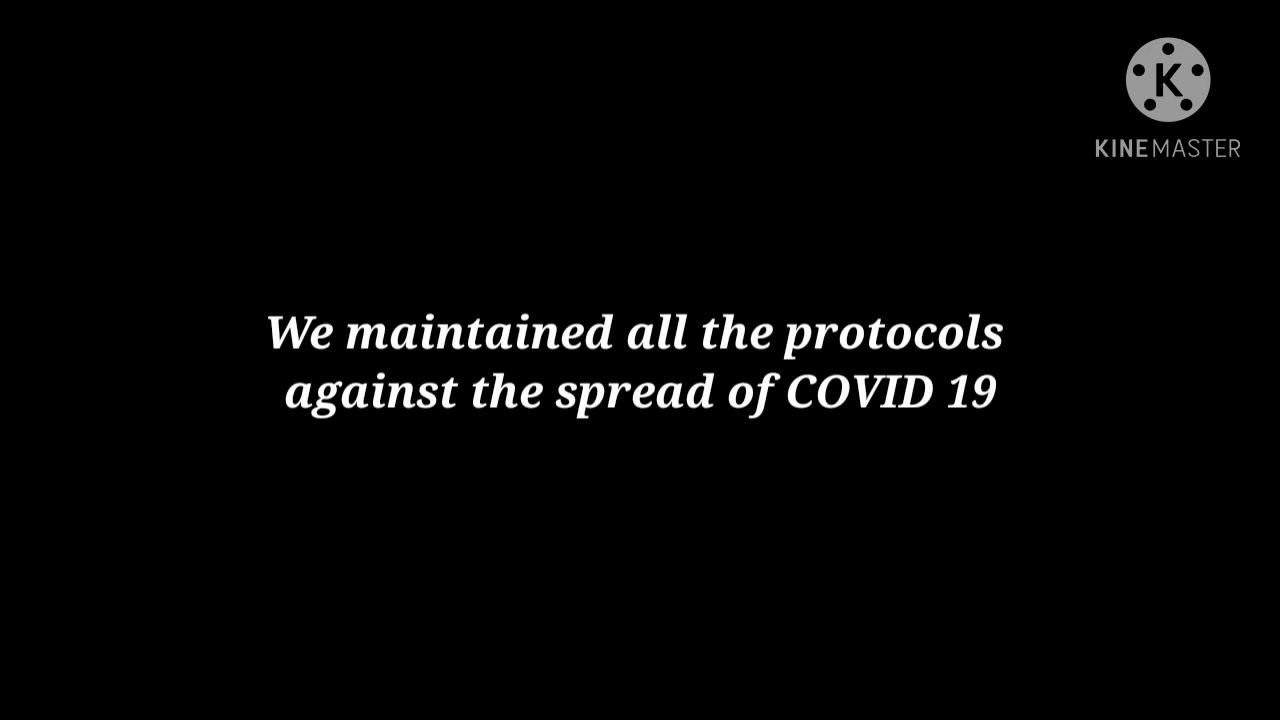 K
KINEMASTER
We maintained all the protocols
against the spread of COVID 19